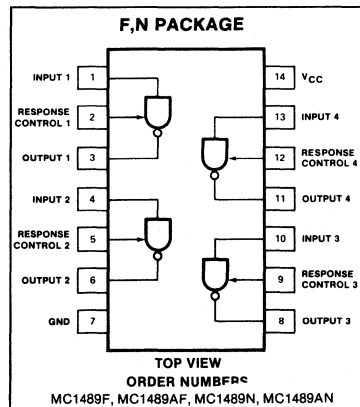 F,N PACKAGE
INPUT 1 1
RESPONSE CONTROL 1 2
OUTPUT 1 3
INPUT 2 4
RESPONSE CONTROL 2 5
OUTPUT 2 6
GND 7
14 VCC
13 INPUT 4
12 RESPONSE CONTROL 4
11 OUTPUT 4
10 INPUT 3
9 RESPONSE CONTROL 3
8 OUTPUT 3
TOP VIEW
ORDER NUMBERS
MC1489F, MC1489AF, MC1489N, MC1489AN